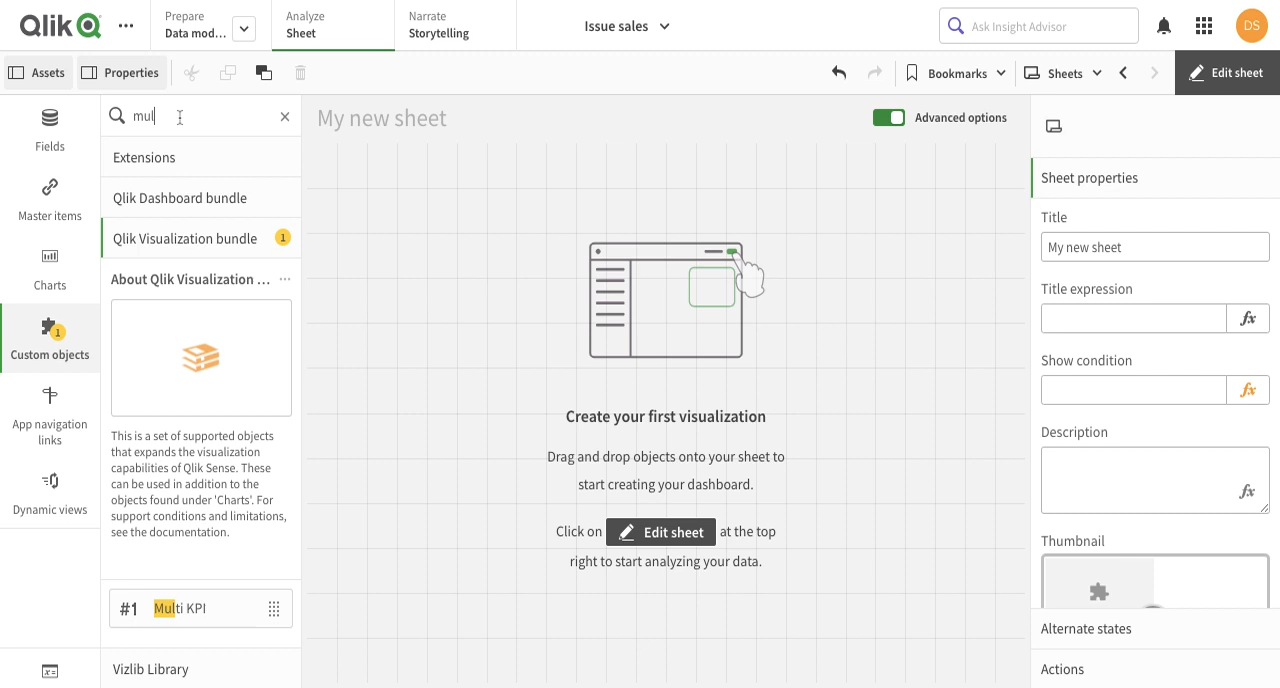 Qlik
Prepare
Data mod...
Analyze
Sheet
Narrate
Storytelling
Issue sales
Ask Insight Advisor
DS
Assets
Properties
Bookmarks
Sheets
Edit sheet
Fields
Master items
Charts
1
Custom objects
App navigation
links
Dynamic views
mul
Extensions
Qlik Dashboard bundle
Qlik Visualization bundle
1
About Qlik Visualization ...
This is a set of supported objects
that expands the visualization
capabilities of Qlik Sense. These
can be used in addition to the
objects found under 'Charts'. For
support conditions and limitations,
see the documentation.
#1 Multi KPI
Vizlib Library
My new sheet
Advanced options
Create your first visualization
Drag and drop objects onto your sheet to
start creating your dashboard.
Click on Edit sheet at the top
right to start analyzing your data.
Sheet properties
Title
My new sheet
Title expression
fx
Show condition
fx
Description
fx
Thumbnail
Alternate states
Actions